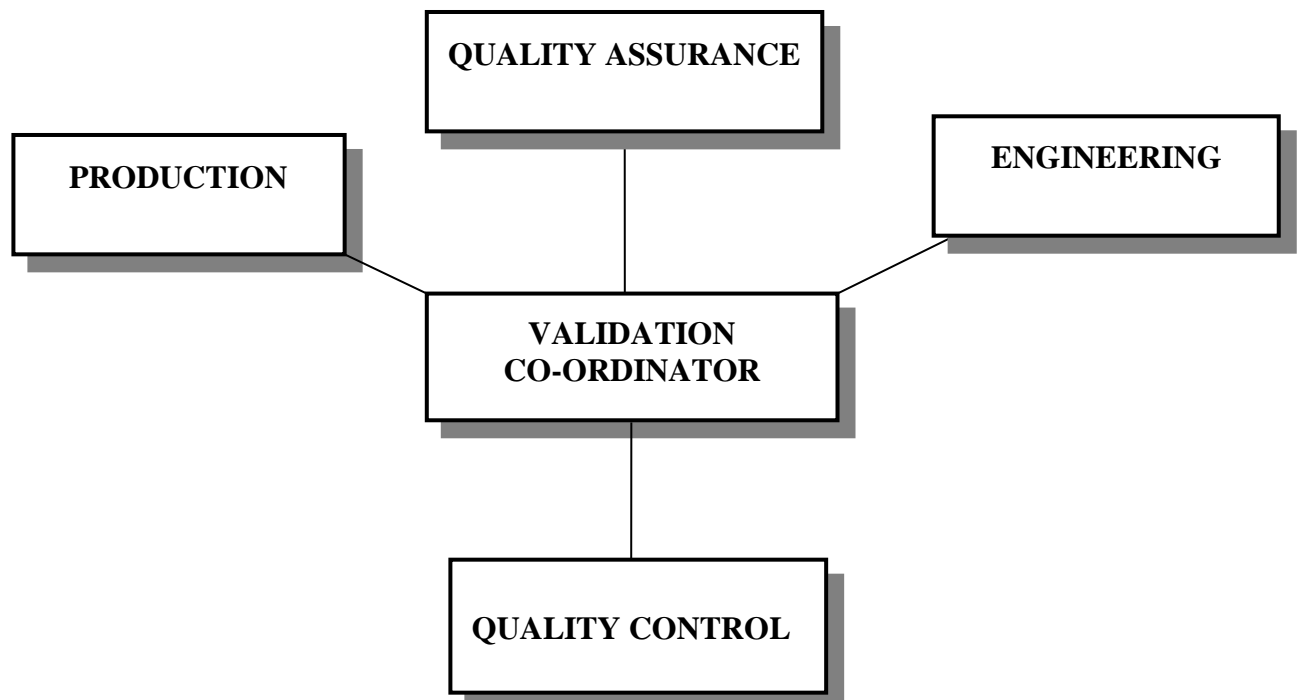 QUALITY ASSURANCE
PRODUCTION
ENGINEERING
VALIDATION
CO-ORDINATOR
QUALITY CONTROL